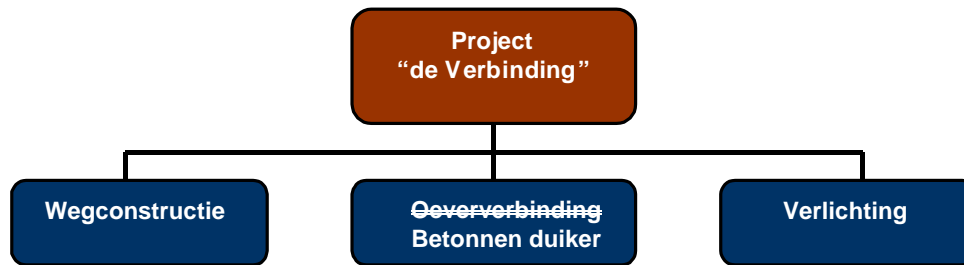 Project
“de Verbinding”
Wegconstructie
Oeververbinding
Betonnen duiker
Verlichting